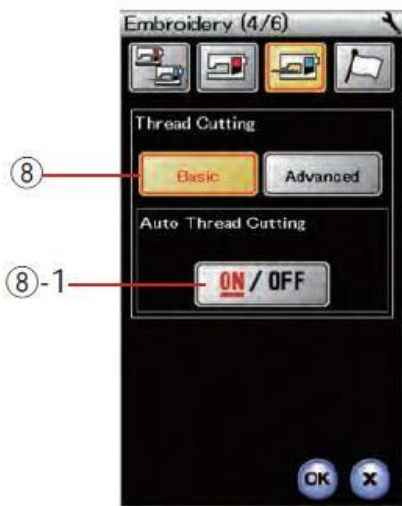 Embroidery (4/6)
Thread Cutting
⑧
Basic Advanced
Auto Thread Cutting
⑧-1
ON / OFF
OK X